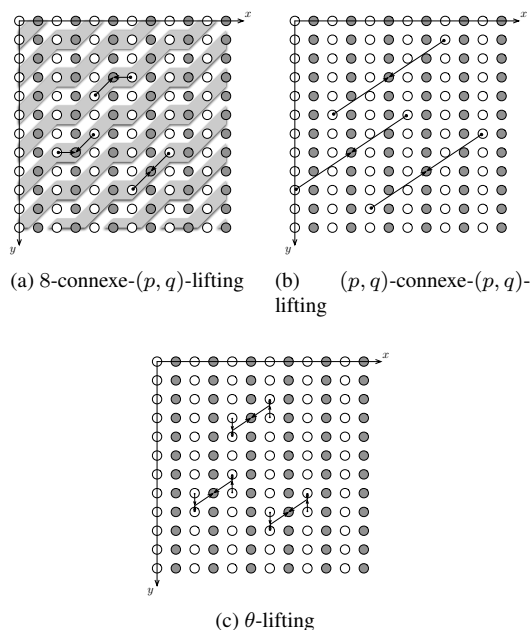 x
x
y
y
(a) 8-connexe-(p, q)-lifting
(b) (p, q)-connexe-(p, q)-
lifting
x
y
(c) θ-lifting